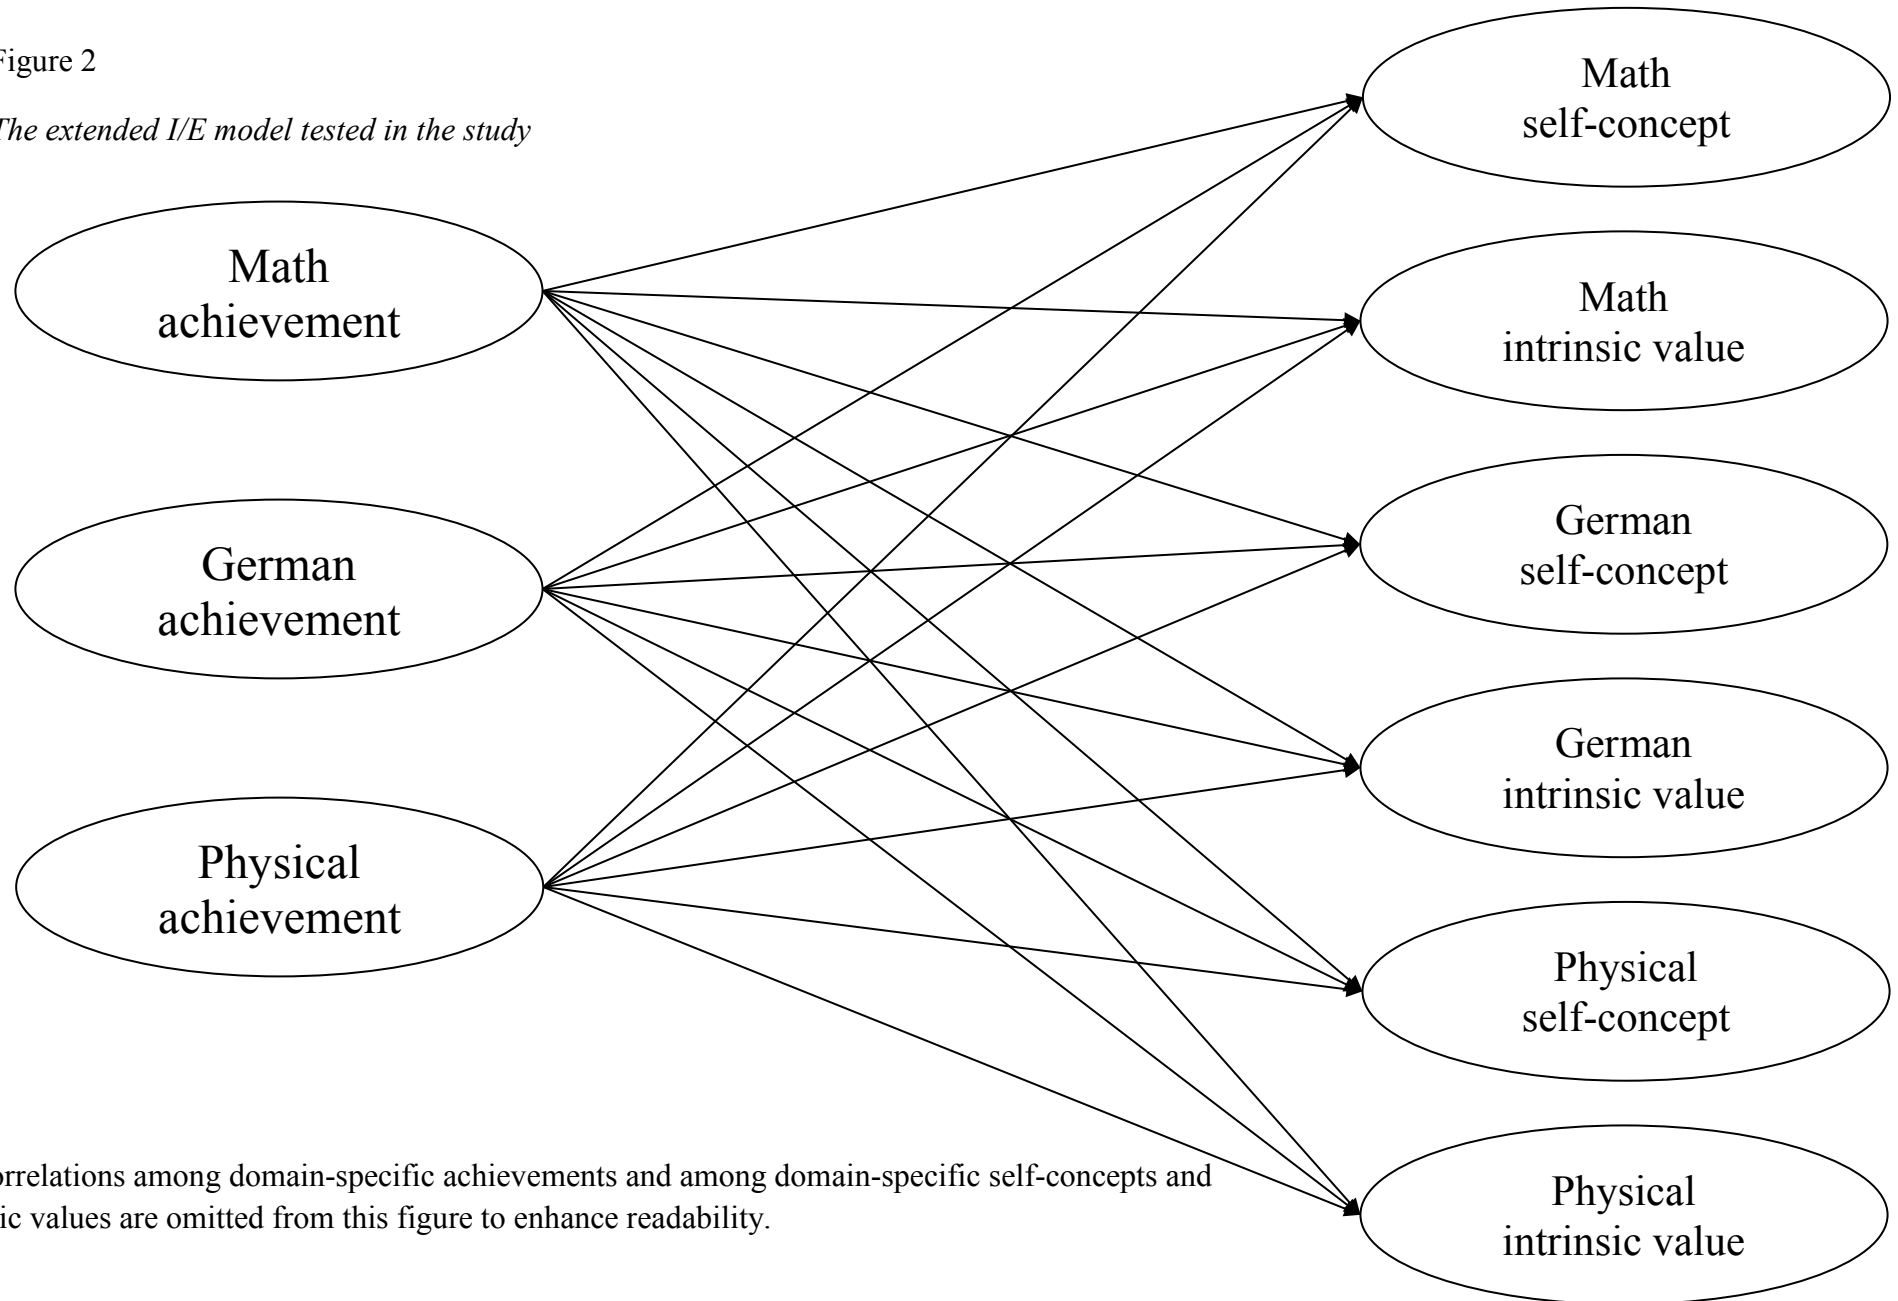 Figure 2
The extended I/E model tested in the study
Math
achievement
German
achievement
Physical
achievement
Math
self-concept
Math
intrinsic value
German
self-concept
German
intrinsic value
Physical
self-concept
Physical
intrinsic value
orrelations among domain-specific achievements and among domain-specific self-concepts and
ic values are omitted from this figure to enhance readability.